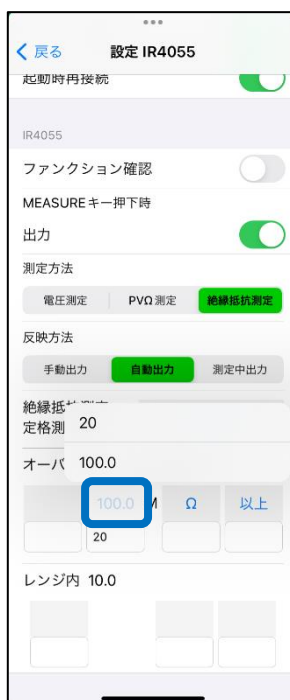 戻る 設定 IR4055
起動時再接続
IR4055
ファンクション確認
MEASUREキー押下時
出力
測定方法
電圧測定 PVΩ測定 絶縁抵抗測定
反映方法
手動出力 自動出力 測定中出力
絶縁抵
定格測 20
オーバ 100.0
100.0 M Ω 以上
20
レンジ内 10.0